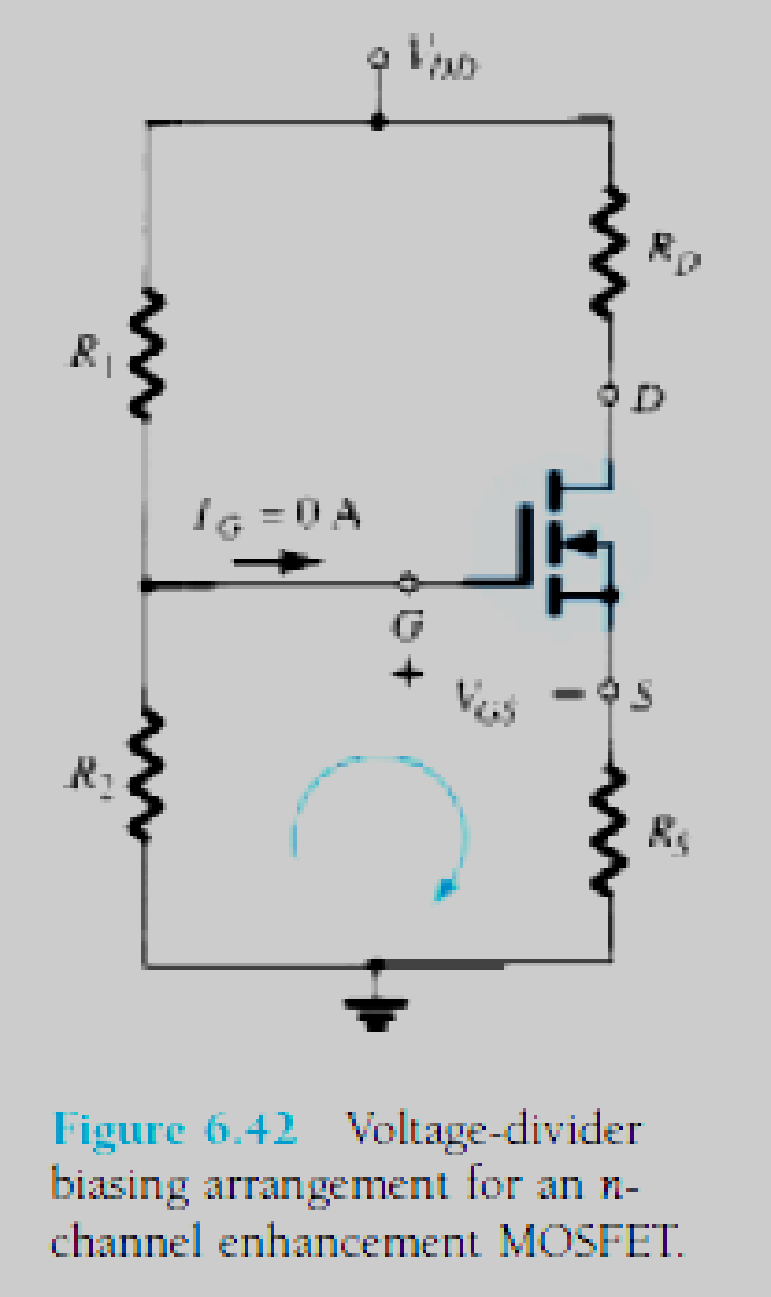 V_DD
R_D
R_1
D
I_G = 0 A
G
+
V_GS
−
S
R_2
R_S
Figure 6.42 Voltage-divider
biasing arrangement for an n-
channel enhancement MOSFET.